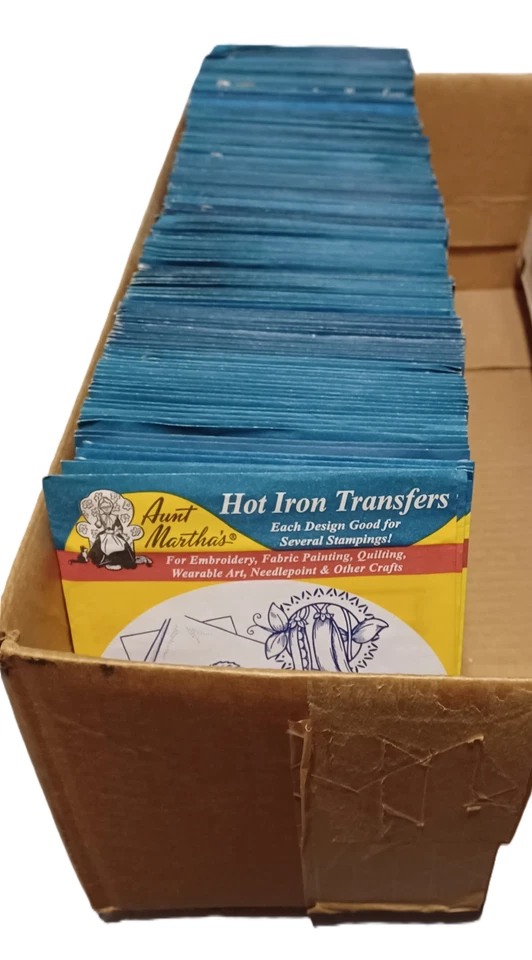 Aunt
Martha's®
Hot Iron Transfers
Each Design Good for
Several Stampings!
For Embroidery, Fabric Painting, Quilting,
Wearable Art, Needlepoint & Other Crafts